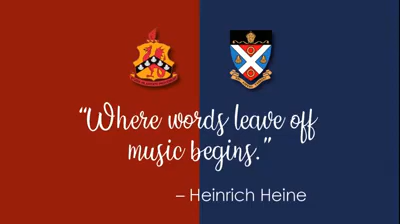 “Where words leave off
music begins.”
– Heinrich Heine